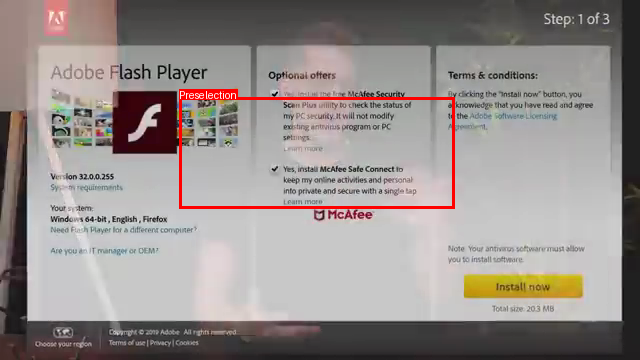 Step: 1 of 3
Adobe Flash Player
Version 32.0.0.255
System requirements
Your system:
Windows 64-bit , English , Firefox
Need Flash Player for a different computer?
Are you an IT manager or OEM?
Optional offers
Preselection
Yes, install the free McAfee Security
Scan Plus utility to check the status of
my PC security. It will not modify
existing antivirus program or PC
settings.
Learn more
Yes, install McAfee Safe Connect to
keep my online activities and personal
info private and secure with a single tap
Learn more
McAfee
Terms & conditions:
By clicking the "Install now" button, you
acknowledge that you have read and agree
to the Adobe Software Licensing
Agreement.
Note: Your antivirus software must allow
you to install software.
Install now
Total size: 20.3 MB
Choose your region
Copyright © 2019 Adobe. All rights reserved.
Terms of use | Privacy | Cookies